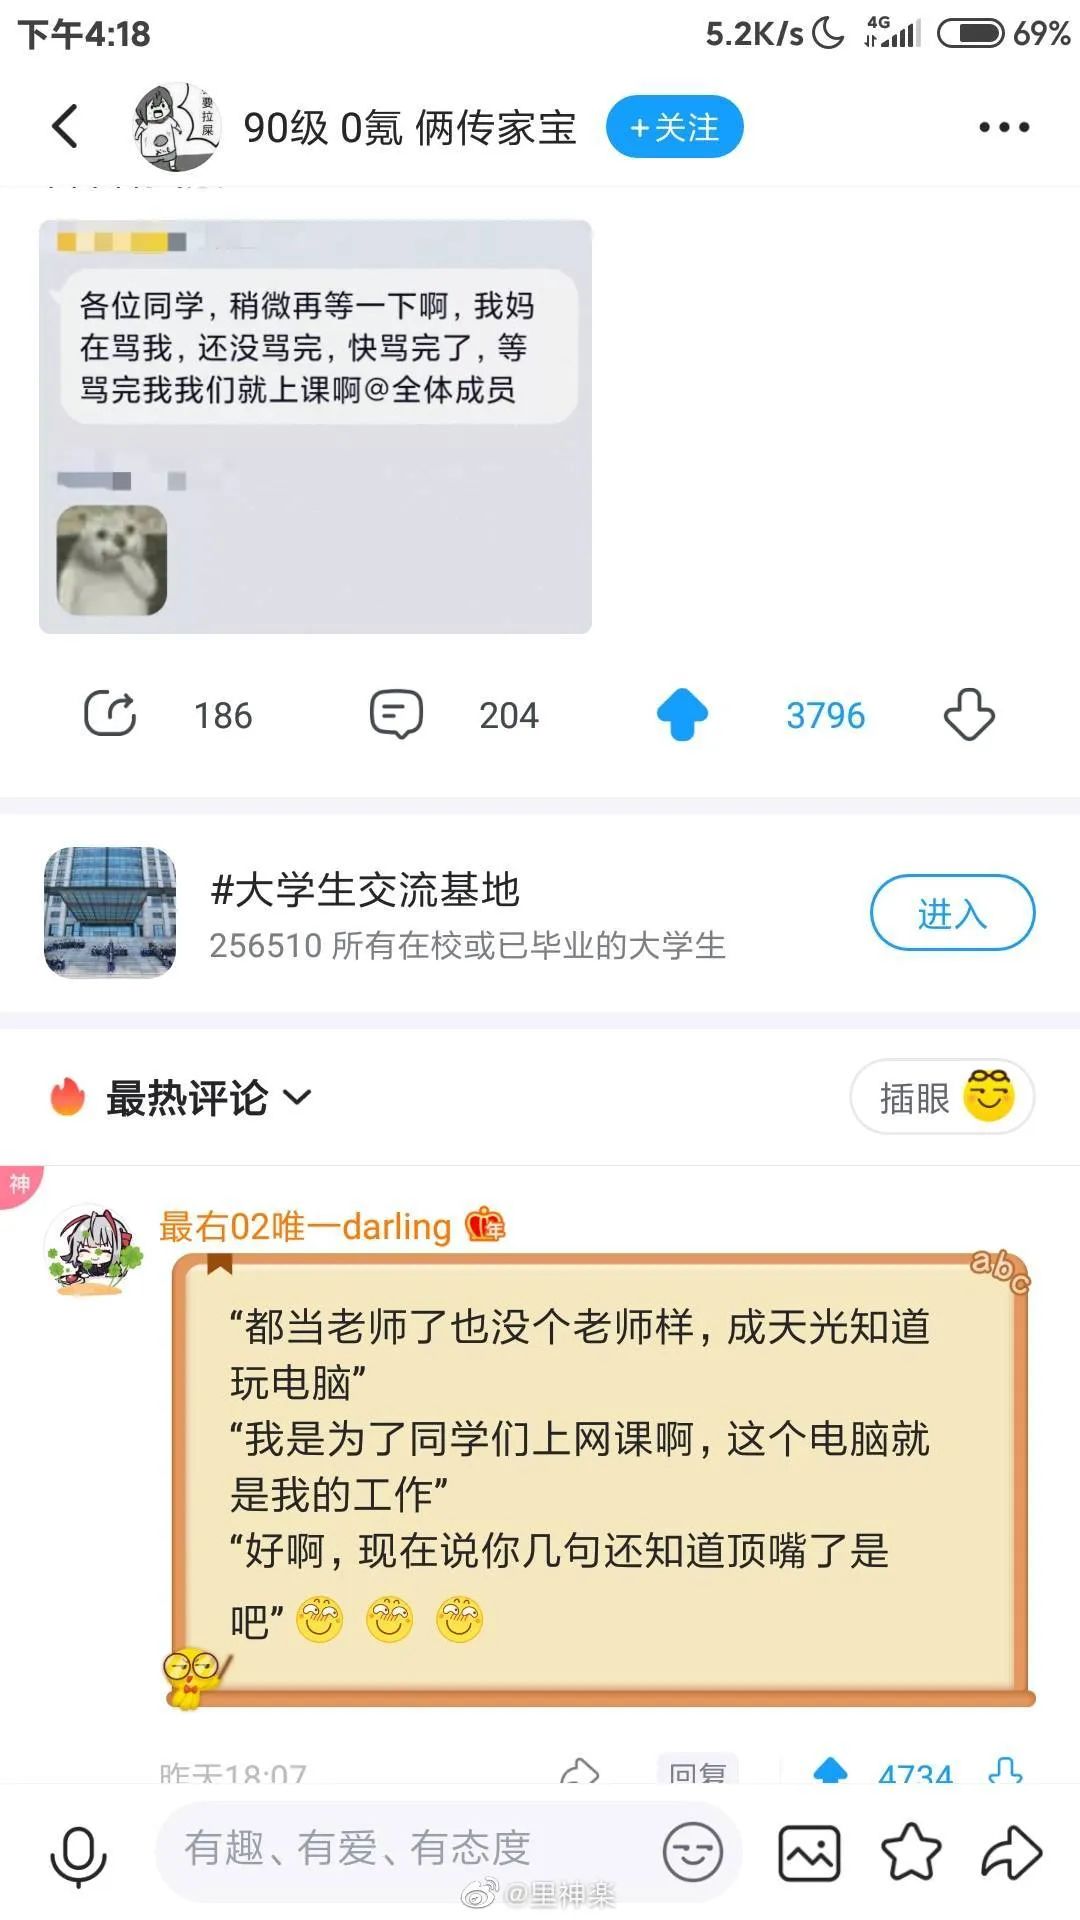 下午4:18
5.2K/s
4G
69%
要拉屎
90级 0氪 俩传家宝
+关注
各位同学，稍微再等一下啊，我妈
在骂我，还没骂完，快骂完了，等
骂完我我们就上课啊@全体成员
186
204
3796
#大学生交流基地
256510 所有在校或已毕业的大学生
进入
最热评论
插眼
神
最右02唯一darling
年
abc
“都当老师了也没个老师样，成天光知道
玩电脑”
“我是为了同学们上网课啊，这个电脑就
是我的工作”
“好啊，现在说你几句还知道顶嘴了是
吧”
昨天18:07
回复
4734
有趣、有爱、有态度
@里神楽